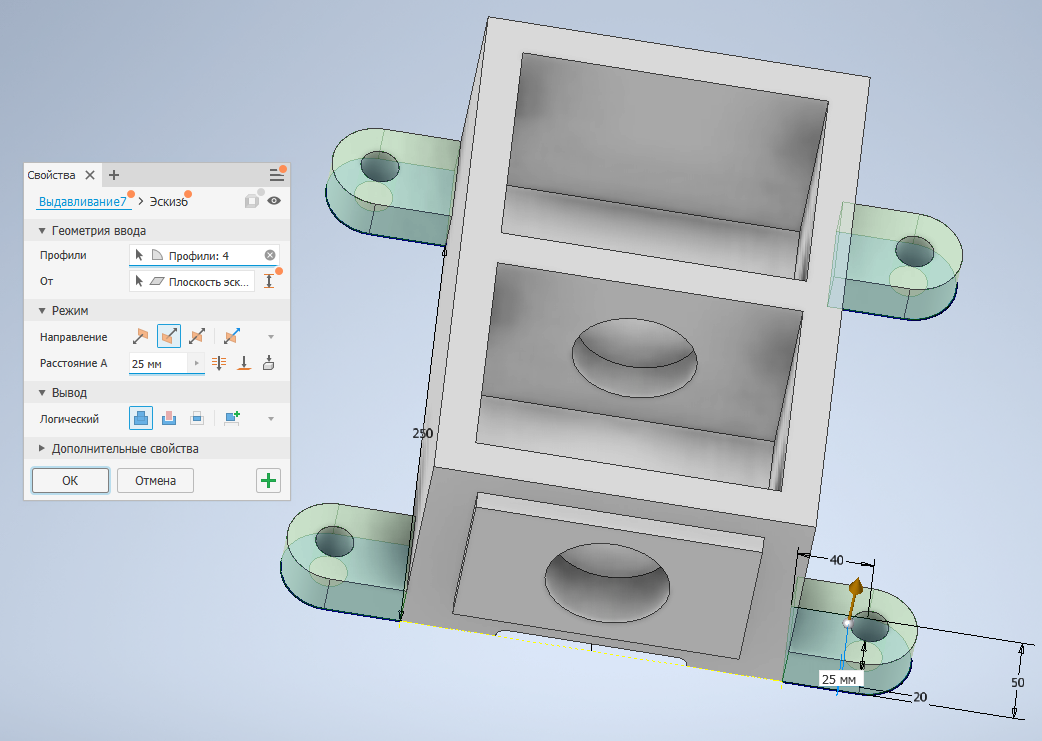 Свойства
Выдавливание7 > Эскиз6
Геометрия ввода
Профили
Профили: 4
От
Плоскость эск...
Режим
Направление
Расстояние A
25 мм
Вывод
Логический
Дополнительные свойства
ОК
Отмена
250
40
25 мм
20
50